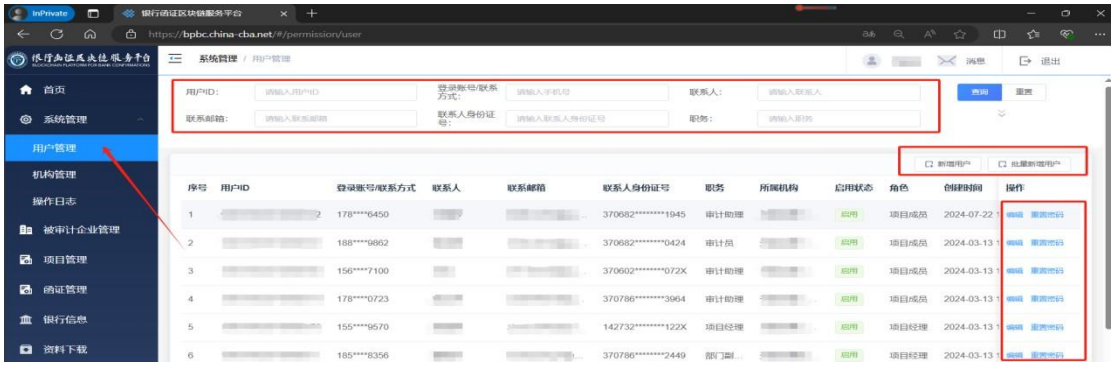 InPrivate
银行函证区块链服务平台
https://bpbc.china-cba.net/#/permission/user
银行函证区块链服务平台
系统管理 / 用户管理
消息
退出
首页
系统管理
用户管理
机构管理
操作日志
被审计企业管理
项目管理
函证管理
银行信息
资料下载
用户ID: 请输入用户ID 登录账号/联系方式: 请输入手机号 联系人: 请输入联系人 查询 重置
联系邮箱: 请输入联系邮箱 联系人身份证号: 请输入联系人身份证号 职务: 请输入职务
新增用户 批量新增用户
序号 用户ID 登录账号/联系方式 联系人 联系邮箱 联系人身份证号 职务 所属机构 启用状态 角色 创建时间 操作
1 2 178****6450 370682********1945 审计助理 启用 项目成员 2024-07-22 1 编辑 重置密码
2 188****9862 370682********0424 审计员 启用 项目成员 2024-03-13 1 编辑 重置密码
3 156****7100 370602********072X 审计助理 启用 项目成员 2024-03-13 1 编辑 重置密码
4 178****0723 370786********3964 审计助理 启用 项目成员 2024-03-13 1 编辑 重置密码
5 155****9570 142732********122X 项目经理 启用 项目经理 2024-03-13 1 编辑 重置密码
6 185****8356 370786********2449 部门副... 启用 项目经理 2024-03-13 1 编辑 重置密码